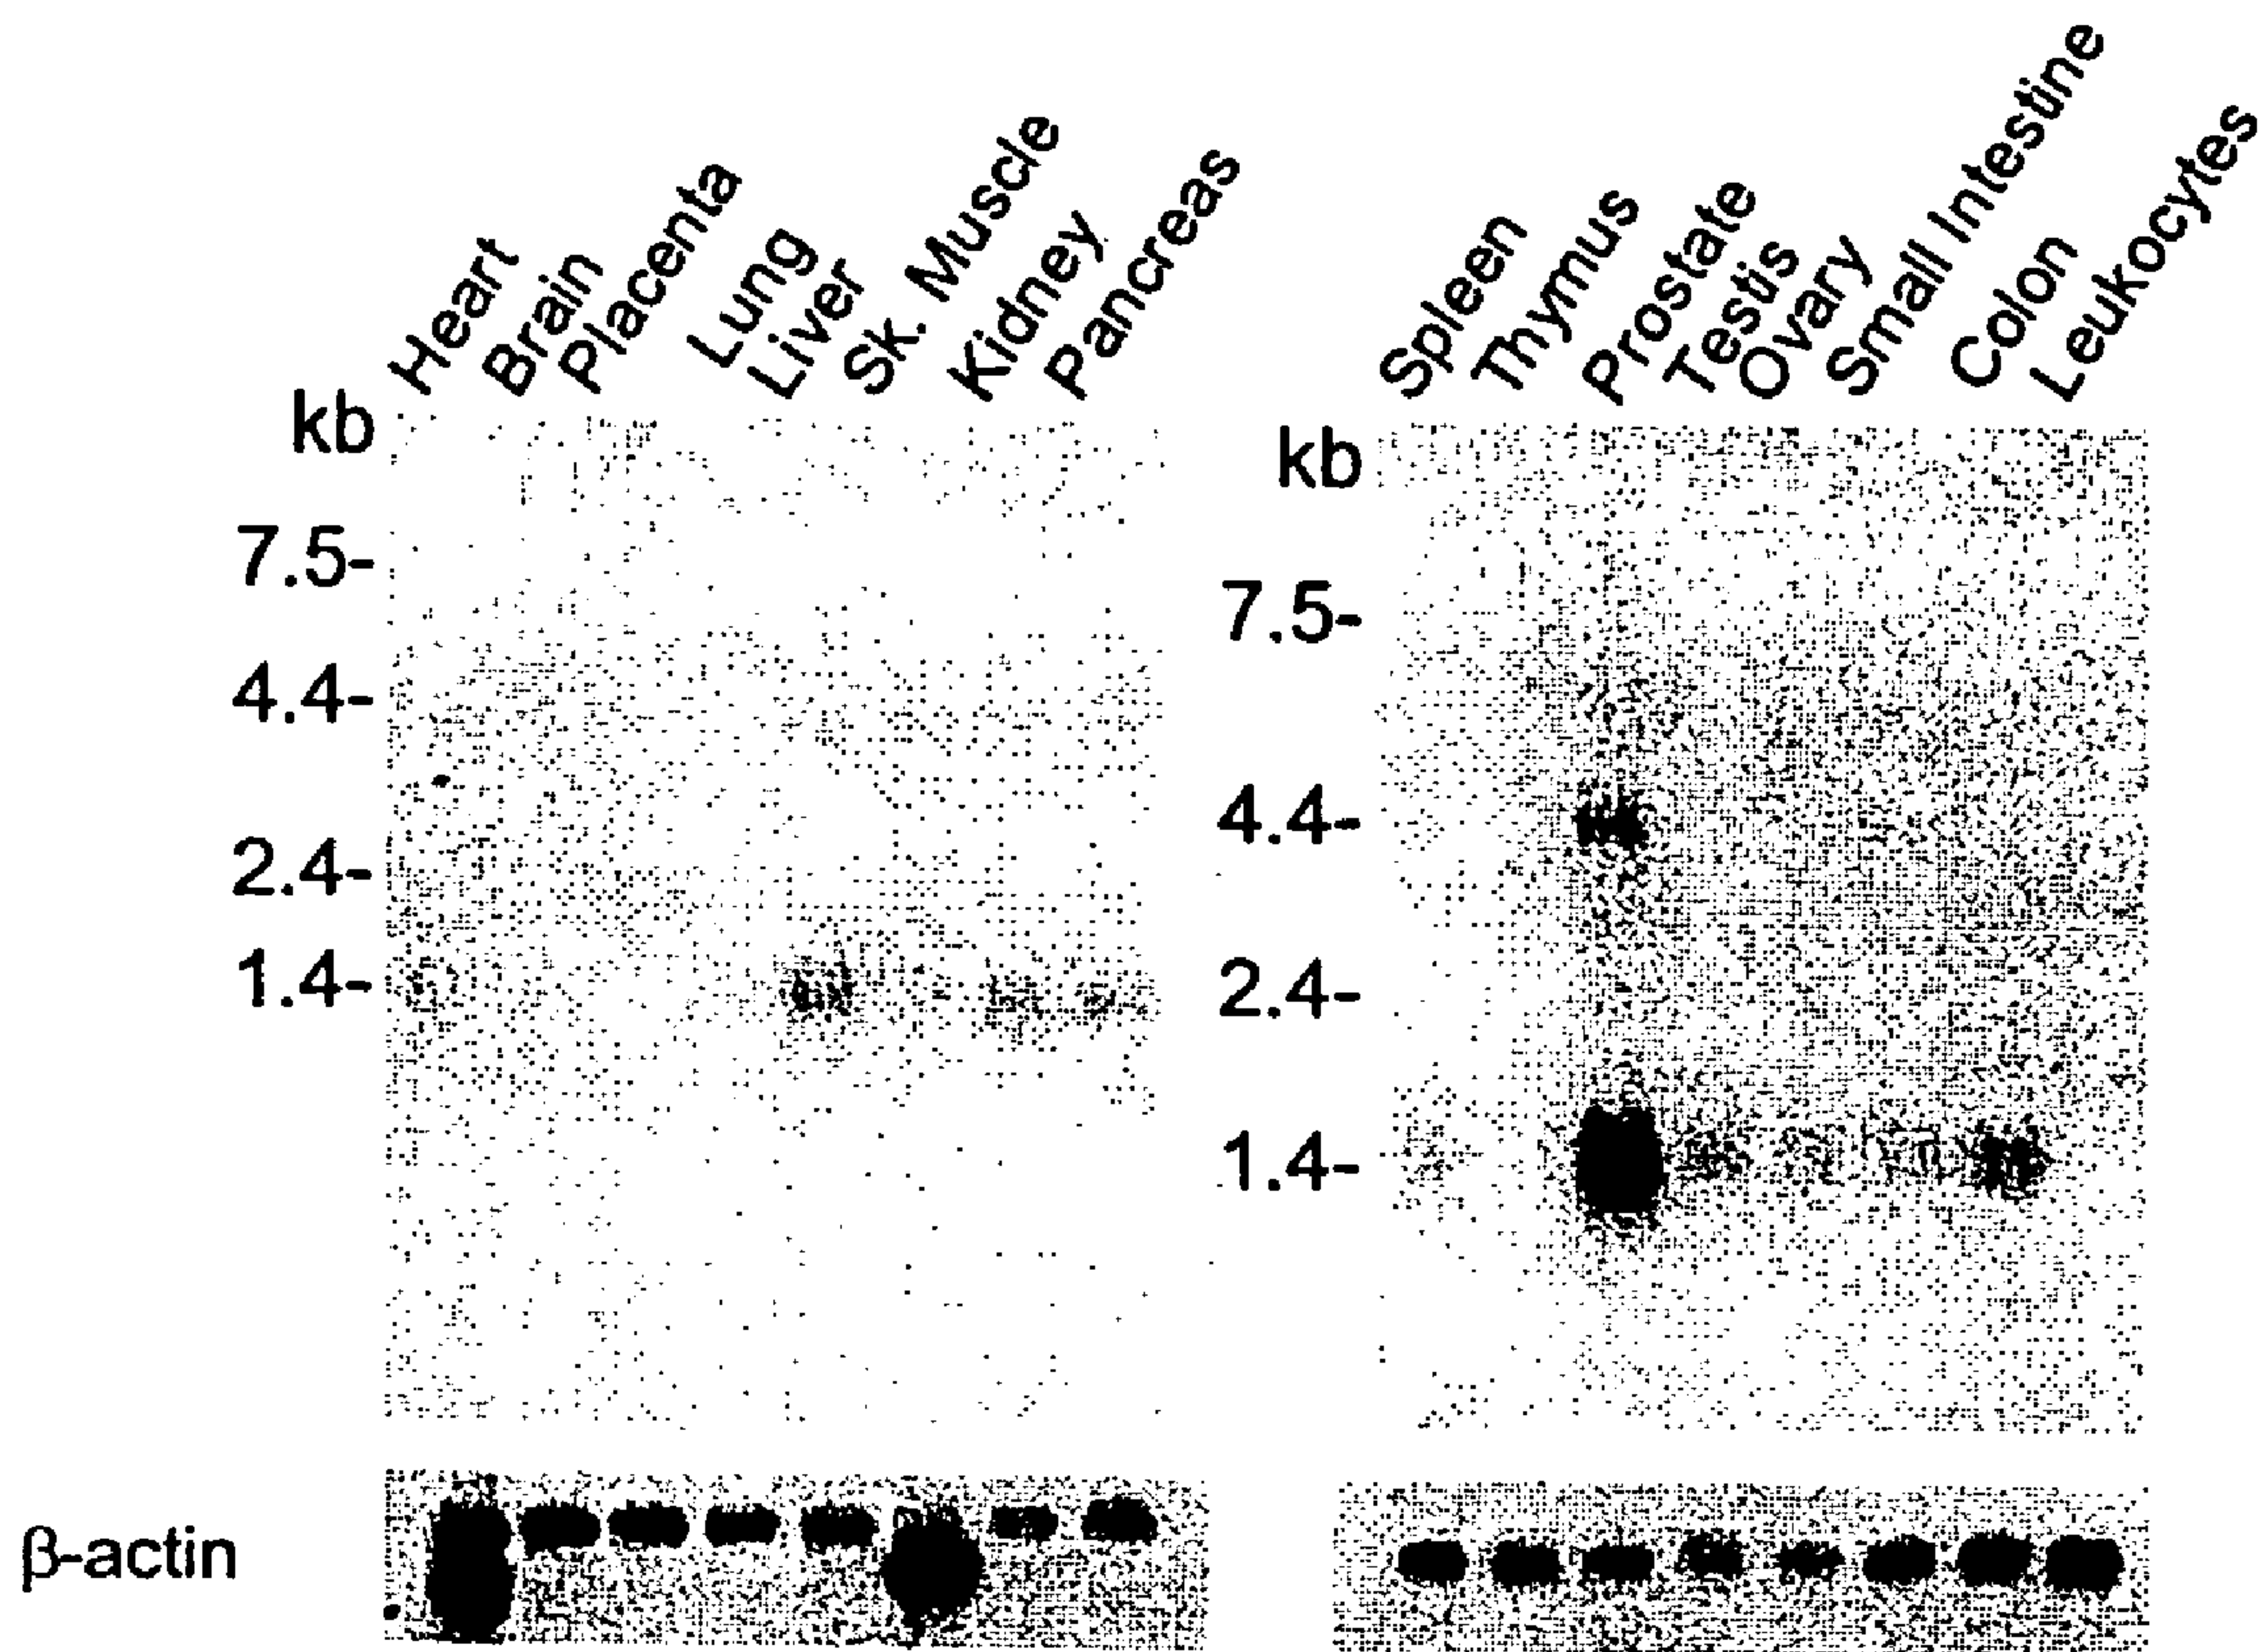 Heart
Brain
Placenta
Lung
Liver
Sk. Muscle
Kidney
Pancreas
kb
7.5-
4.4-
2.4-
1.4-
Spleen
Thymus
Prostate
Testis
Ovary
Small Intestine
Colon
Leukocytes
kb
7.5-
4.4-
2.4-
1.4-
β-actin